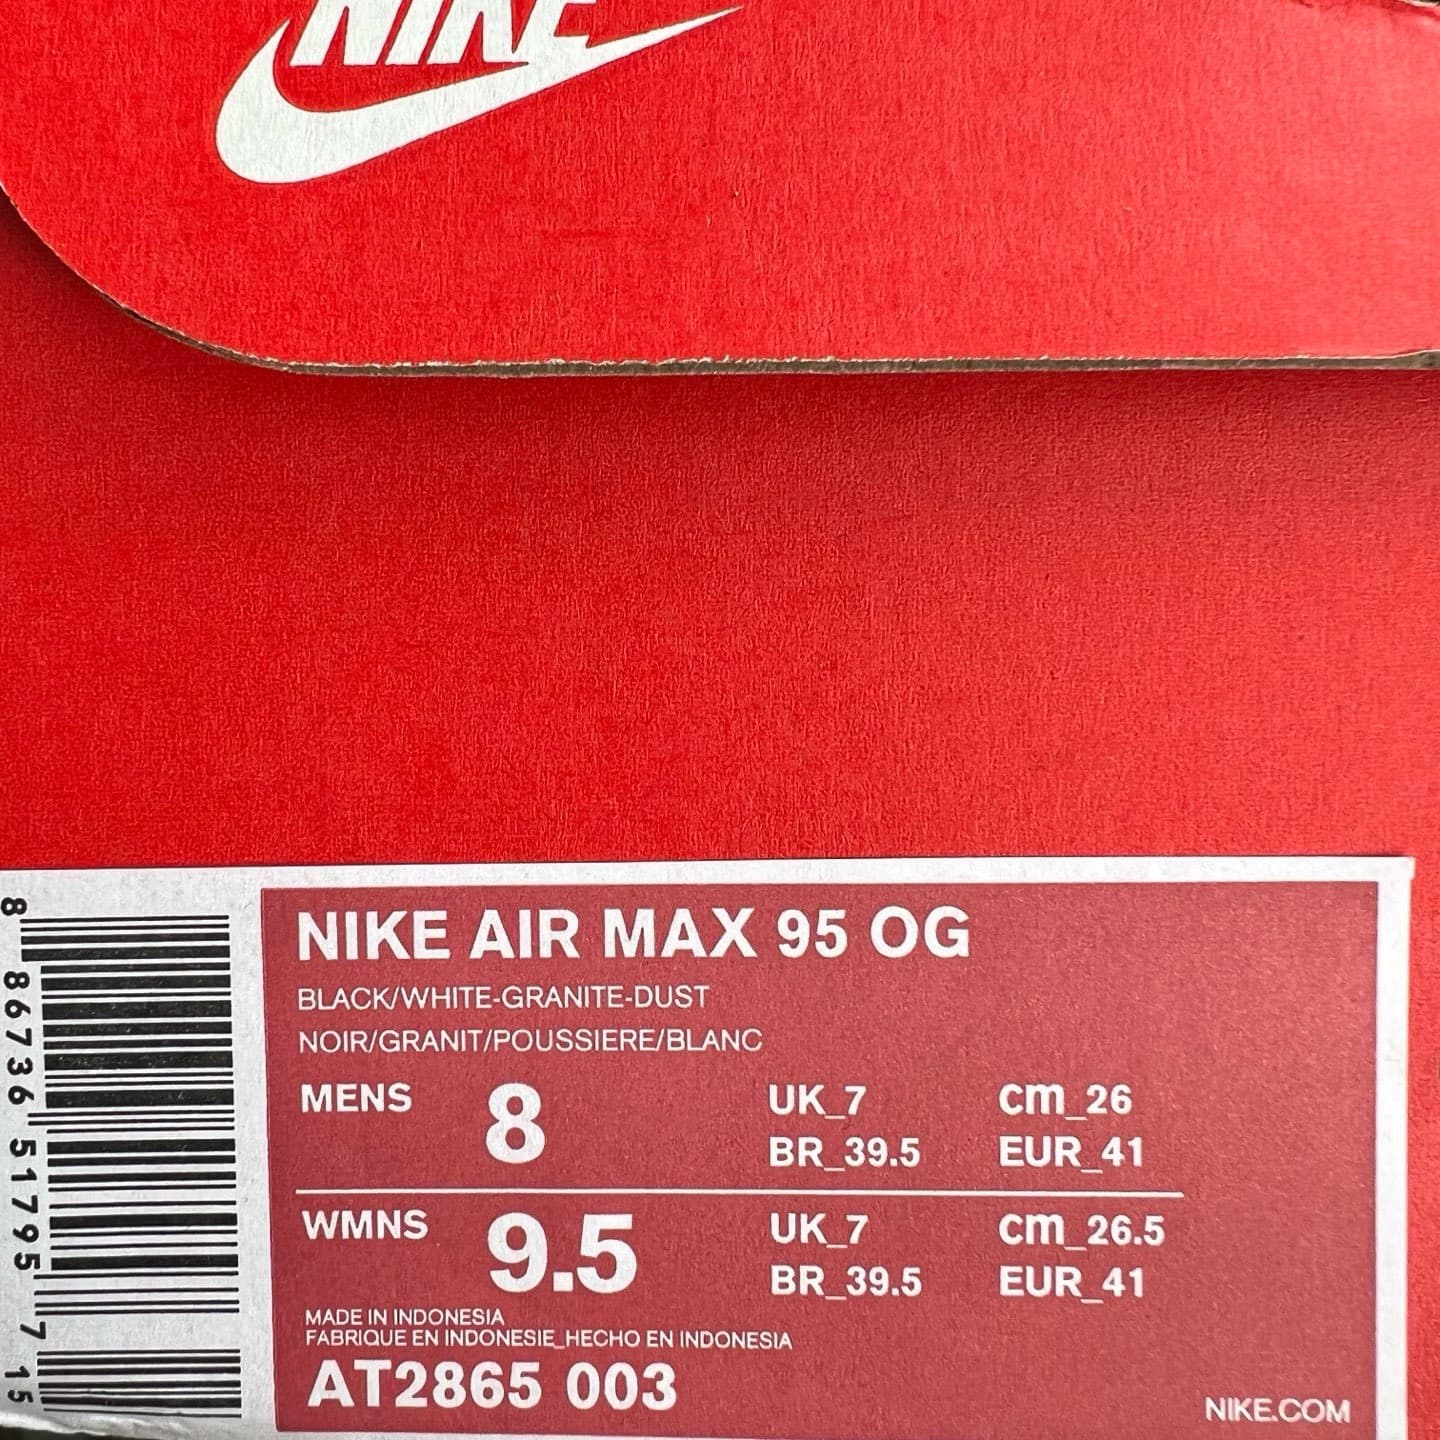 NIKE
NIKE AIR MAX 95 OG
BLACK/WHITE-GRANITE-DUST
NOIR/GRANIT/POUSSIERE/BLANC
MENS 8 UK_7 cm_26
BR_39.5 EUR_41
WMNS 9.5 UK_7 cm_26.5
BR_39.5 EUR_41
MADE IN INDONESIA
FABRIQUE EN INDONESIE_HECHO EN INDONESIA
AT2865 003
NIKE.COM
8 86736 51795 7 15